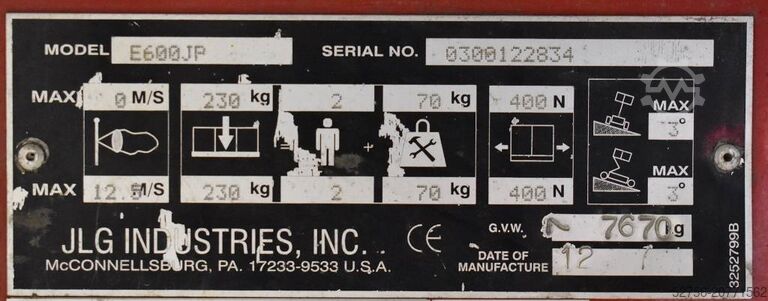 MODEL E600JP SERIAL NO. 0300122834
MAX 0 M/S 230 kg 2 70 kg 400 N MAX 3°
+
MAX 12.5 M/S 230 kg 2 70 kg 400 N MAX 3°
G.V.W. 7670 kg
JLG INDUSTRIES, INC. CE
McCONNELLSBURG, PA. 17233-9533 U.S.A.
DATE OF MANUFACTURE 12
3252799B
32730-20771562